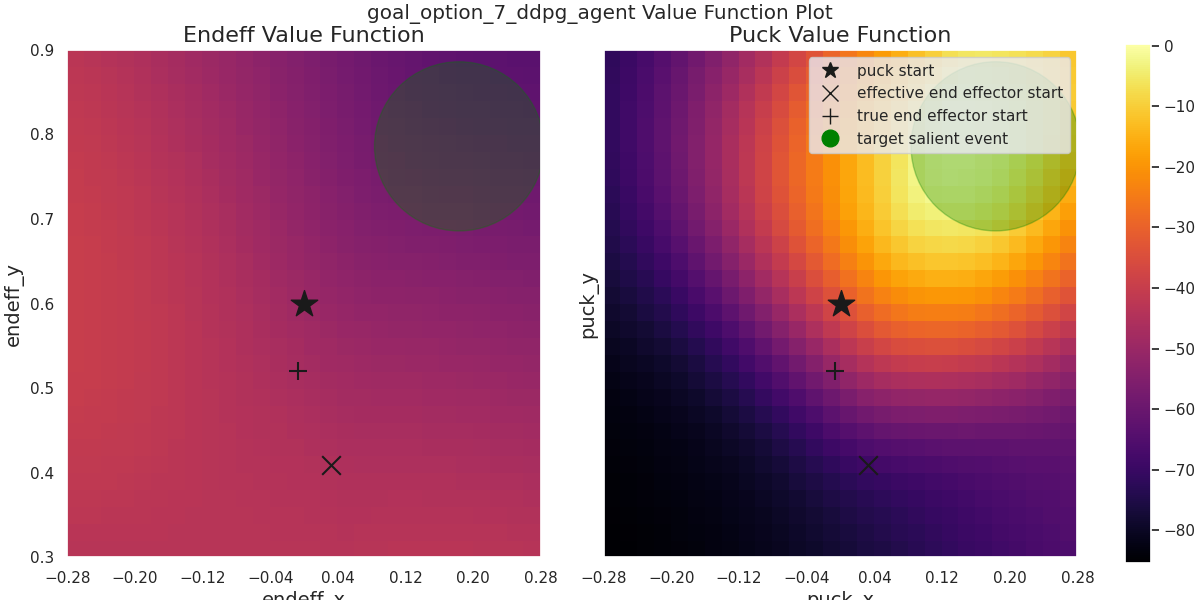 goal_option_7_ddpg_agent Value Function Plot
Endeff Value Function
Puck Value Function
puck start
effective end effector start
true end effector start
target salient event
endeff_y
0.9
0.8
0.7
0.6
0.5
0.4
0.3
−0.28 −0.20 −0.12 −0.04 0.04 0.12 0.20 0.28
endeff_x
puck_y
−0.28 −0.20 −0.12 −0.04 0.04 0.12 0.20 0.28
puck_x
0
−10
−20
−30
−40
−50
−60
−70
−80